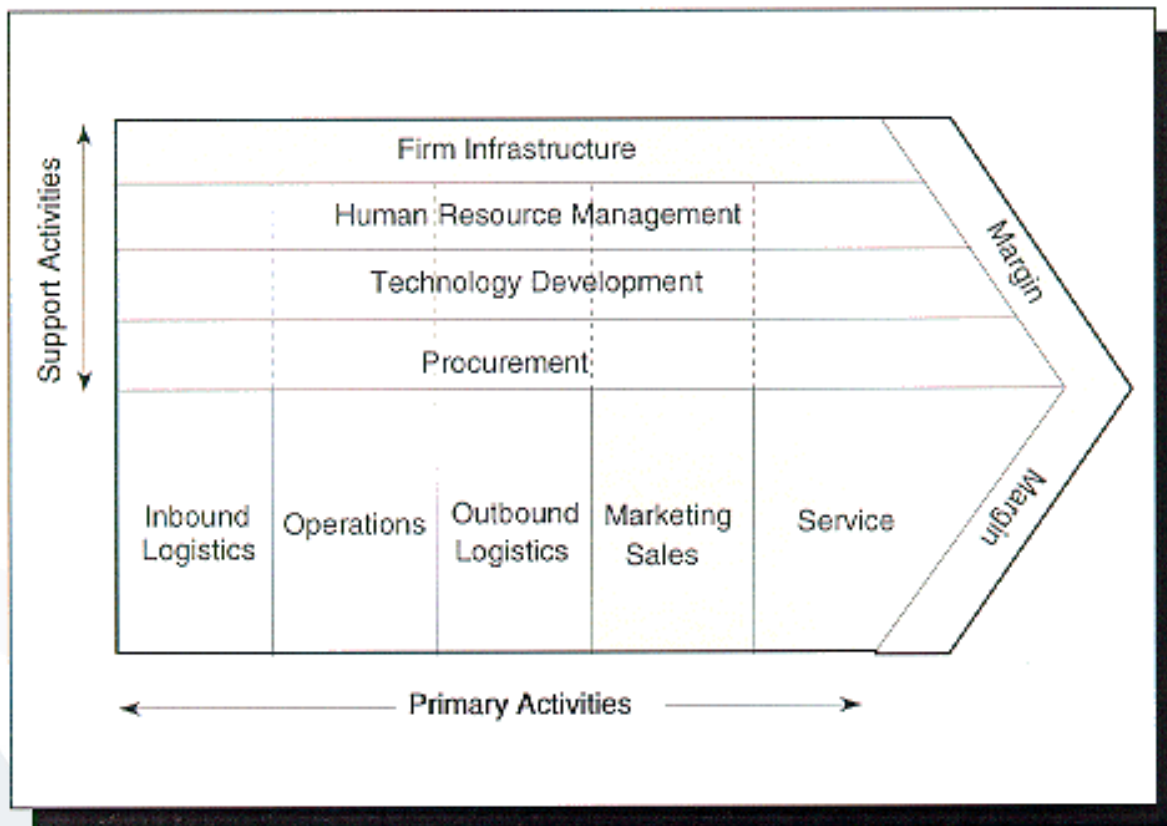 Support Activities
Firm Infrastructure
Human Resource Management
Technology Development
Procurement
Margin
Inbound
Logistics
Operations
Outbound
Logistics
Marketing
Sales
Service
Margin
Primary Activities